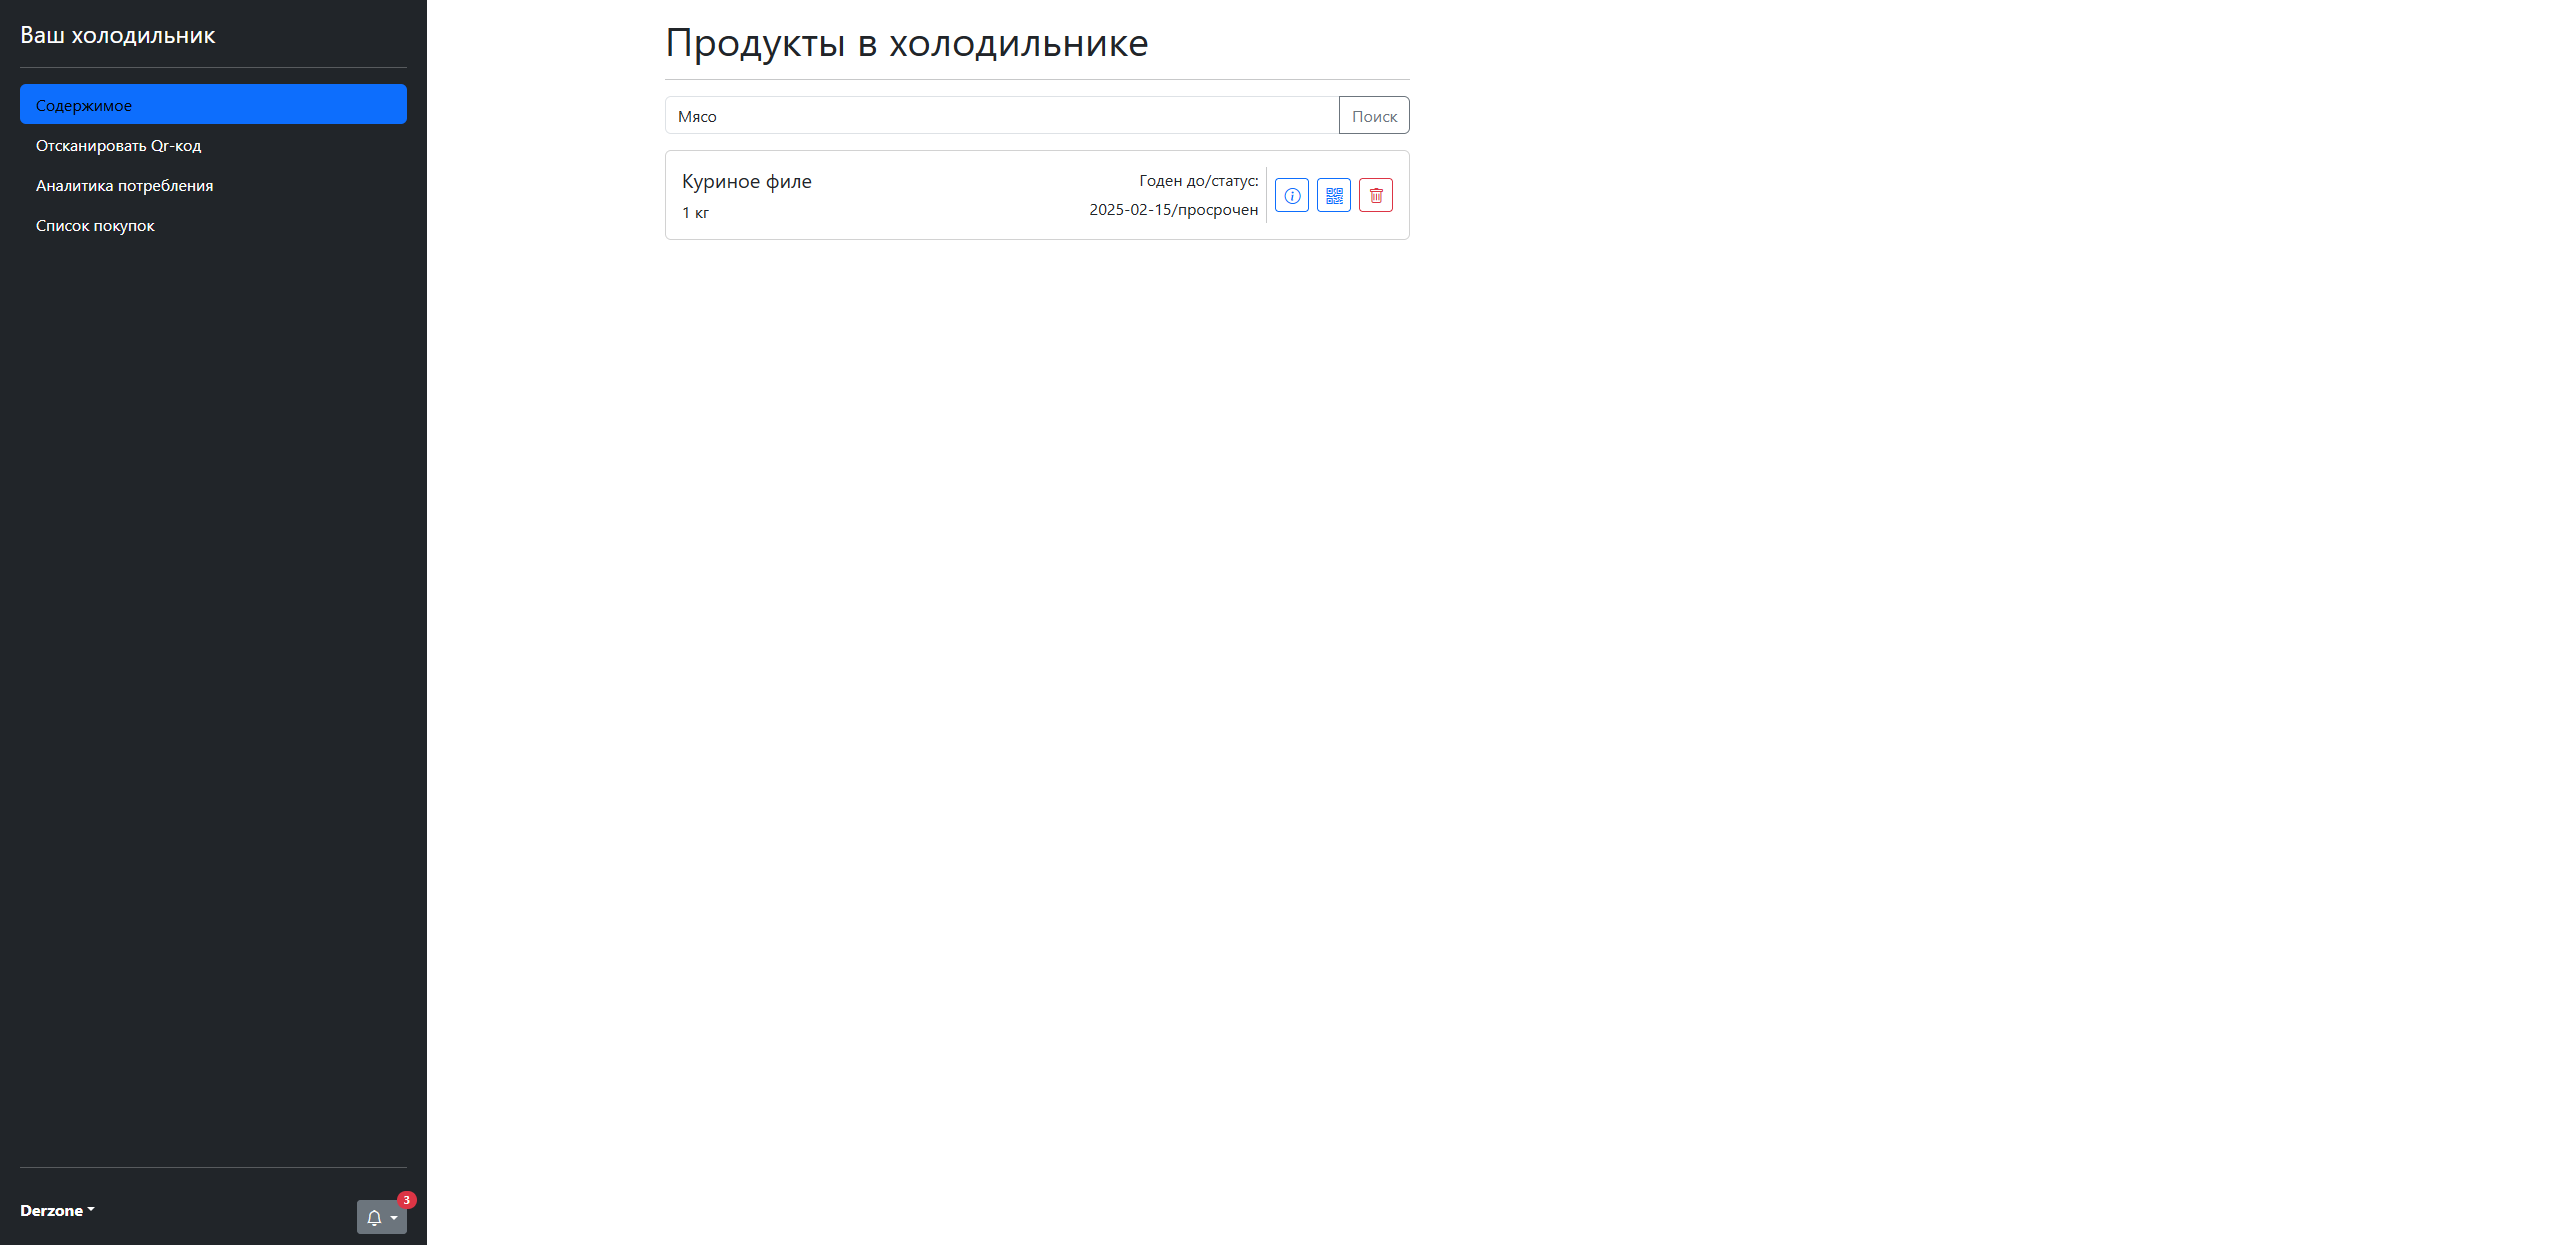 Ваш холодильник
Содержимое
Отсканировать Qr-код
Аналитика потребления
Список покупок
Derzone
3
Продукты в холодильнике
Мясо
Поиск
Куриное филе
1 кг
Годен до/статус:
2025-02-15/просрочен